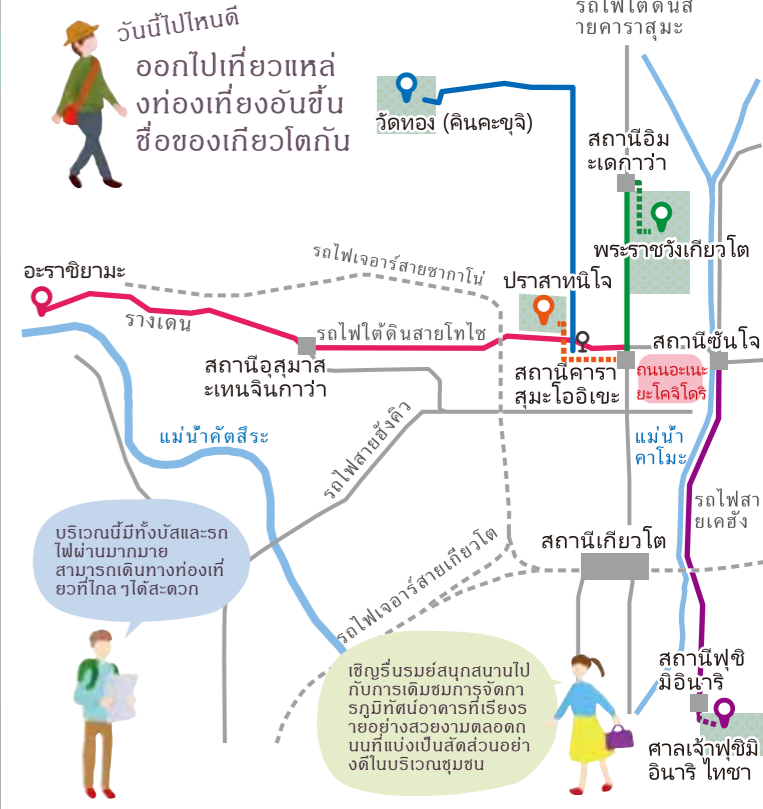 รถไฟใต้ดินส
ายคาราสุมะ
วันนี้ไปไหนดี
ออกไปเที่ยวแหล่
งท่องเที่ยงอันขึ้น
ชื่อของเกียวโตกัน
วัดทอง (คินคะขุจิ)
สถานีอิม
ะเดกาว่า
พระราชวังเกียวโต
รถไฟเจอาร์สายซากาโน่
อะราชิยามะ
ปราสาทนิโจ
รางเดน
รถไฟใต้ดินสายโทไซ
สถานีซันโจ
สถานีอุสุมาส
ะเทนจินกาว่า
สถานีคารา
สุมะโออิเขะ
ถนนอะเนะ
ยะโคจิโดริ
รถไฟสายฮังคิว
แม่น้ำคัตสึระ
แม่น้ำ
คาโมะ
รถไฟสา
ยเคฮัง
บริเวณนี้มีทั้งบัสและรถ
ไฟผ่านมากมาย
สามารถเดินทางท่องเที่
ยวที่ไกล ๆได้สะดวก
สถานีเกียวโต
รถไฟเจอาร์สายเกียวโต
เชิญรื่นรมย์สนุกสนานไป
กับการเดิมชมการจัดกา
รภูมิทัศน์อาคารที่เรียงร
ายอย่างสวยงามตลอดถ
นนที่แบ่งเป็นสัดส่วนอย่า
งดีในบริเวณชุมชน
สถานีฟุชิ
มิอินาริ
ศาลเจ้าฟุชิมิ
อินาริ ไทชา